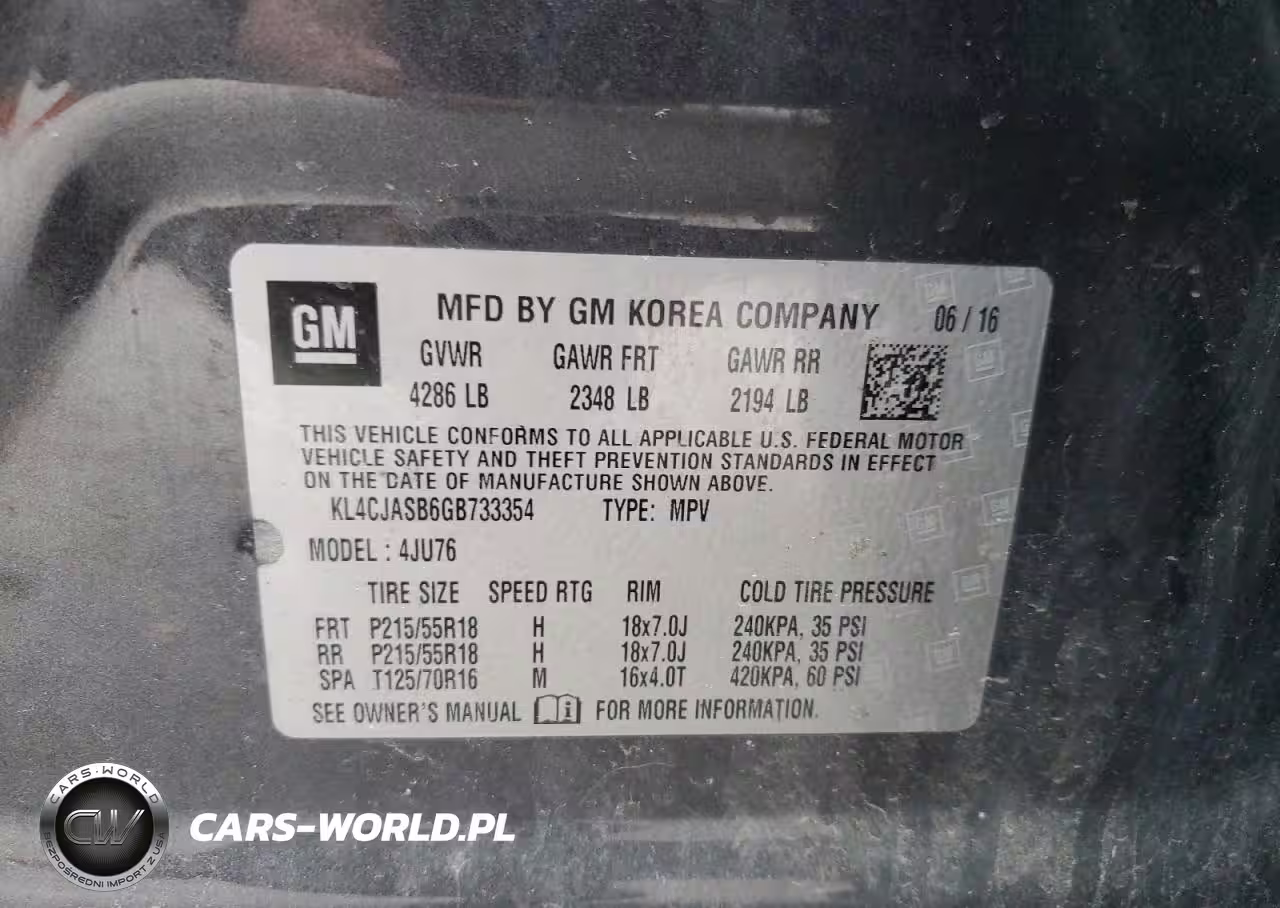 GM
MFD BY GM KOREA COMPANY 06 / 16
GVWR GAWR FRT GAWR RR
4286 LB 2348 LB 2194 LB
THIS VEHICLE CONFORMS TO ALL APPLICABLE U.S. FEDERAL MOTOR
VEHICLE SAFETY AND THEFT PREVENTION STANDARDS IN EFFECT
ON THE DATE OF MANUFACTURE SHOWN ABOVE.
KL4CJASB6GB733354 TYPE: MPV
MODEL : 4JU76
TIRE SIZE SPEED RTG RIM COLD TIRE PRESSURE
FRT P215/55R18 H 18x7.0J 240KPA, 35 PSI
RR P215/55R18 H 18x7.0J 240KPA, 35 PSI
SPA T125/70R16 M 16x4.0T 420KPA, 60 PSI
SEE OWNER'S MANUAL i FOR MORE INFORMATION.
CARS-WORLD
CW
BEZPOŚREDNI IMPORT Z USA
CARS-WORLD.PL